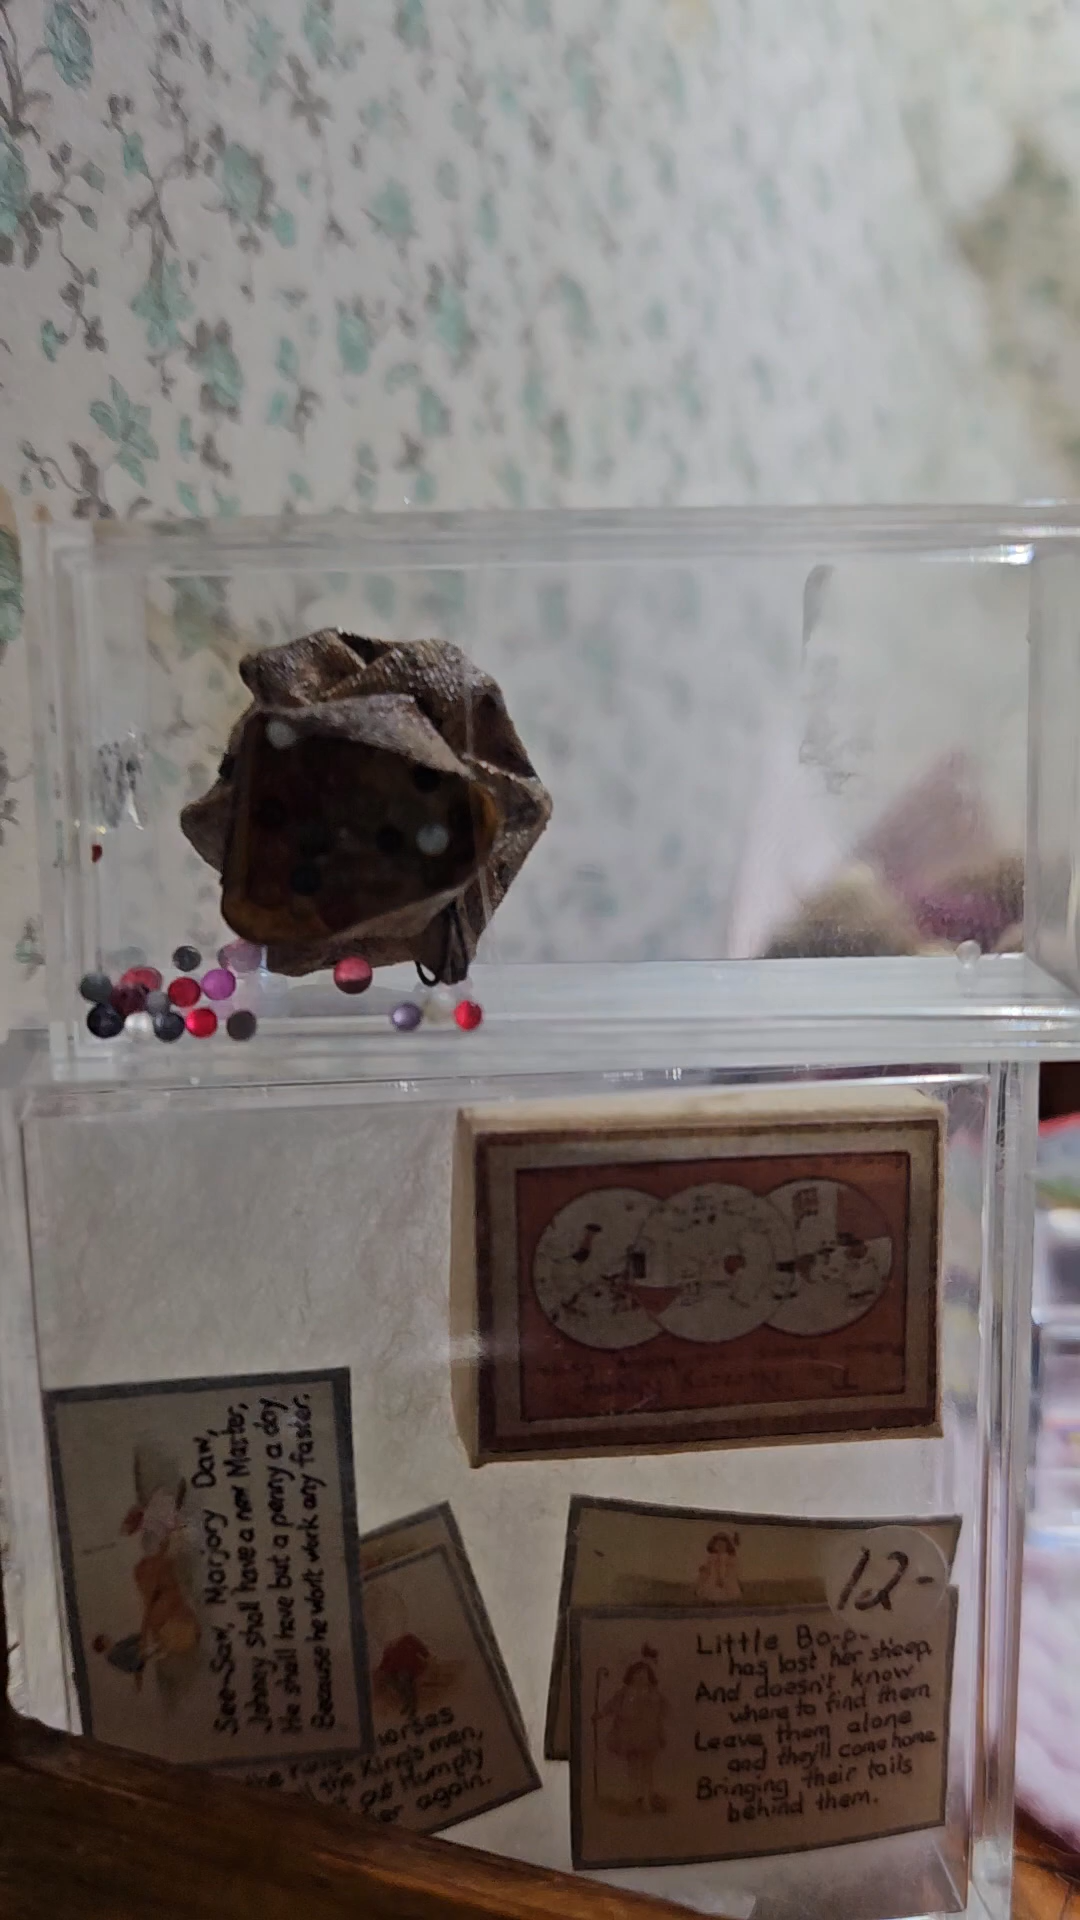 See-Saw, Marjory Daw,
Johnny shall have a new Master,
He shall have but a penny a day
Because he won't work any faster.
horses
the King's men,
Humpty
again.
12-
Little Bo-p-
has lost her sheep,
And doesn't know
where to find them
Leave them alone
and they'll come home
Bringing their tails
behind them.